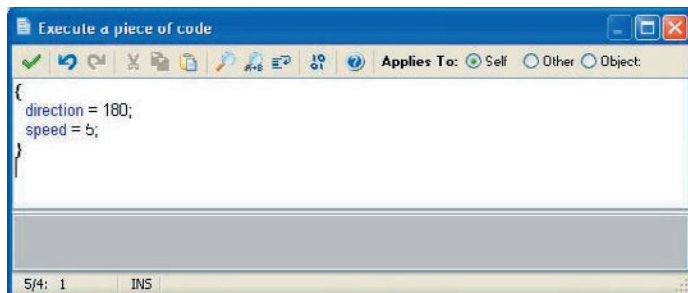 Execute a piece of code
Applies To: Self Other Object:
{
direction = 180;
speed = 5;
}
5/4: 1 INS